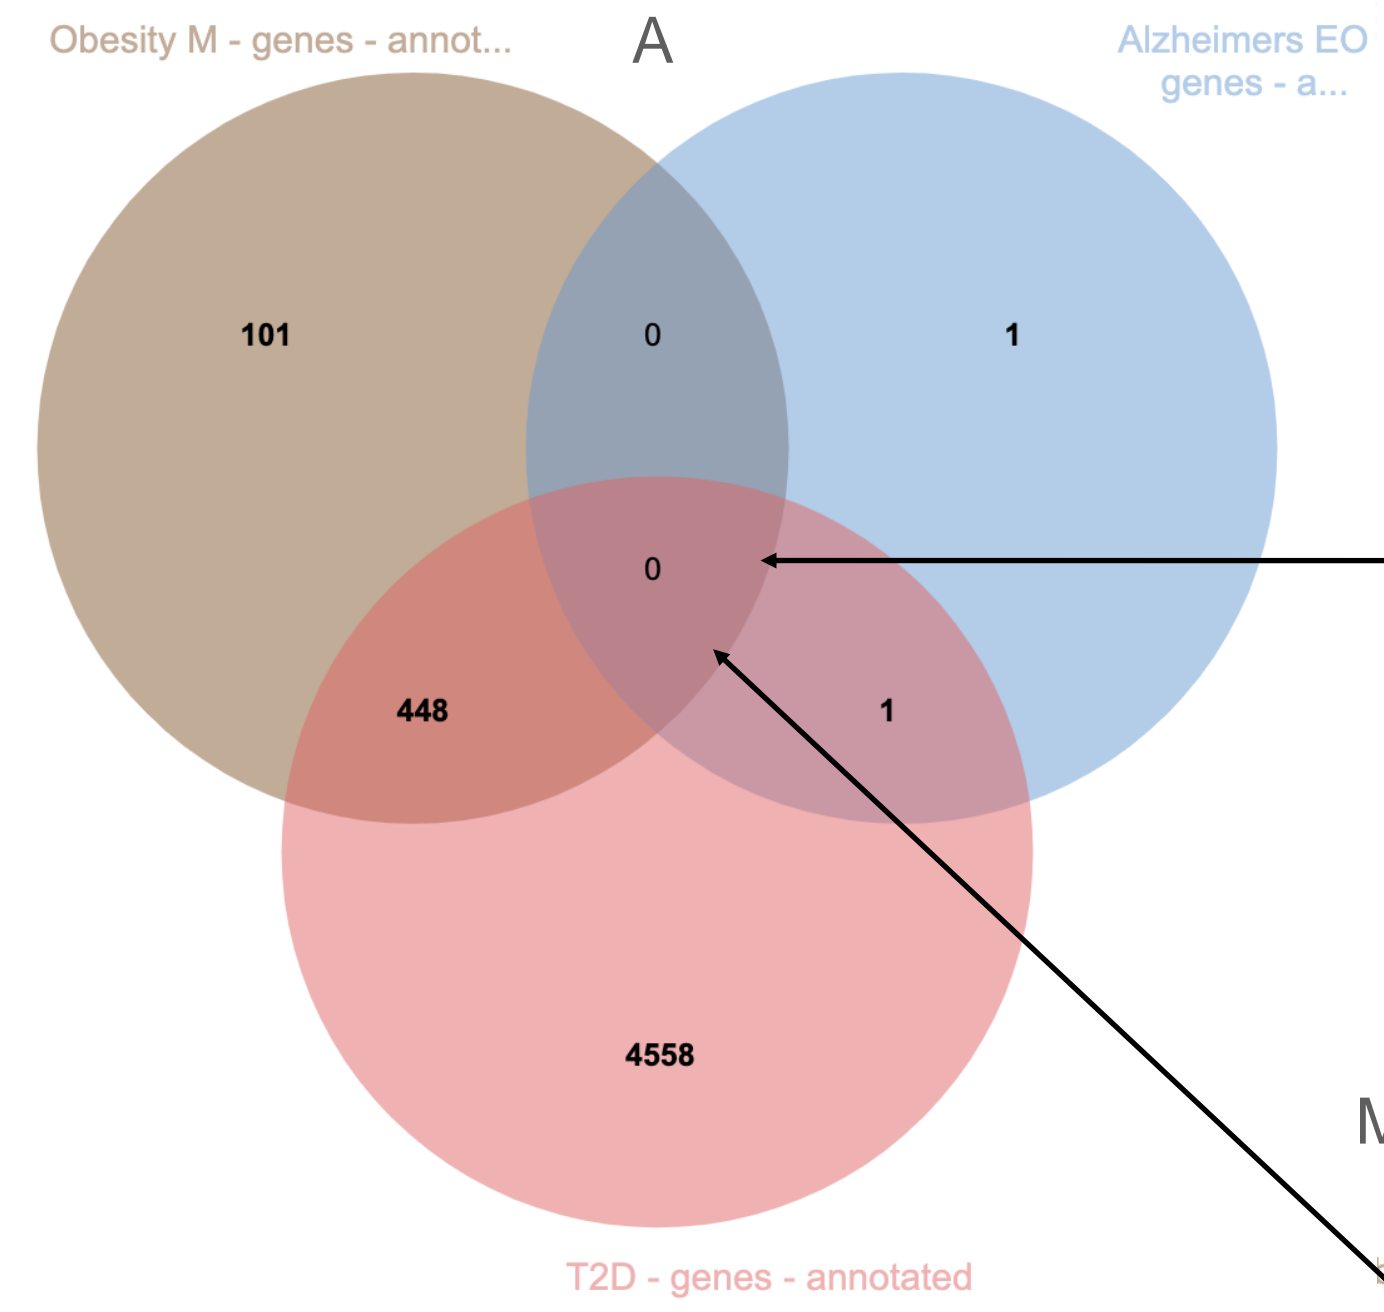 Obesity M - genes - annot...
A
Alzheimers EO
genes - a...
101
0
1
0
448
1
4558
T2D - genes - annotated